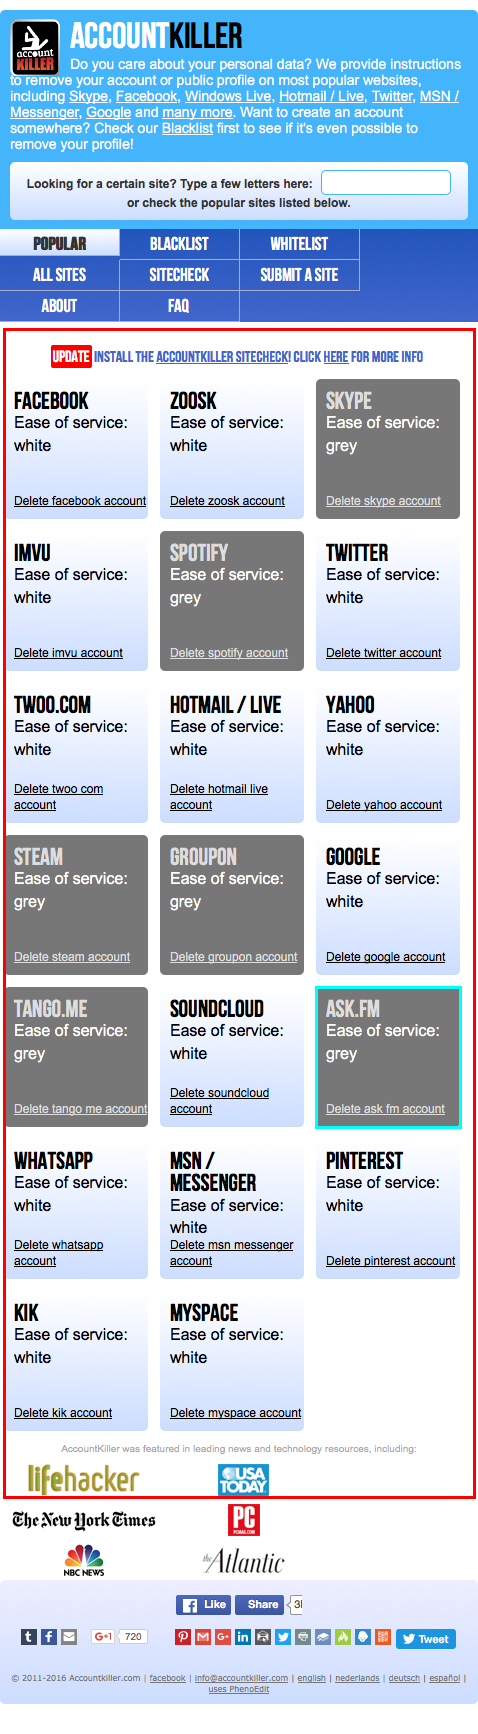 account
KILLER
ACCOUNTKILLER
Do you care about your personal data? We provide instructions
to remove your account or public profile on most popular websites,
including Skype, Facebook, Windows Live, Hotmail / Live, Twitter, MSN /
Messenger, Google and many more. Want to create an account
somewhere? Check our Blacklist first to see if it's even possible to
remove your profile!
Looking for a certain site? Type a few letters here:
or check the popular sites listed below.
POPULAR BLACKLIST WHITELIST
ALL SITES SITECHECK SUBMIT A SITE
ABOUT FAQ
UPDATE INSTALL THE ACCOUNTKILLER SITECHECK! CLICK HERE FOR MORE INFO
FACEBOOK
Ease of service:
white
Delete facebook account
ZOOSK
Ease of service:
white
Delete zoosk account
SKYPE
Ease of service:
grey
Delete skype account
IMVU
Ease of service:
white
Delete imvu account
SPOTIFY
Ease of service:
grey
Delete spotify account
TWITTER
Ease of service:
white
Delete twitter account
TWOO.COM
Ease of service:
white
Delete twoo com
account
HOTMAIL / LIVE
Ease of service:
white
Delete hotmail live
account
YAHOO
Ease of service:
white
Delete yahoo account
STEAM
Ease of service:
grey
Delete steam account
GROUPON
Ease of service:
grey
Delete groupon account
GOOGLE
Ease of service:
white
Delete google account
TANGO.ME
Ease of service:
grey
Delete tango me account
SOUNDCLOUD
Ease of service:
white
Delete soundcloud
account
ASK.FM
Ease of service:
grey
Delete ask fm account
WHATSAPP
Ease of service:
white
Delete whatsapp
account
MSN /
MESSENGER
Ease of service:
white
Delete msn messenger
account
PINTEREST
Ease of service:
white
Delete pinterest account
KIK
Ease of service:
white
Delete kik account
MYSPACE
Ease of service:
white
Delete myspace account
AccountKiller was featured in leading news and technology resources, including:
lifehacker
USA
TODAY
The New York Times
PC
PCMAG.COM
NBC NEWS
the Atlantic
Like Share
+1 720
Tweet
© 2011-2016 Accountkiller.com | facebook | info@accountkiller.com | english | nederlands | deutsch | español |
uses PhenoEdit